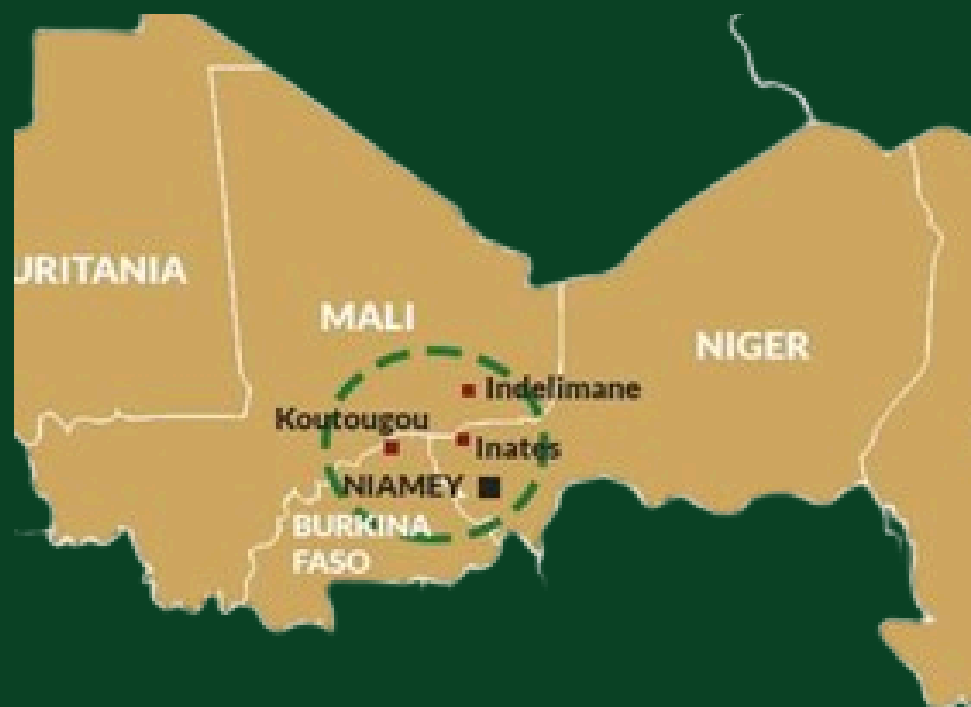 URITANIA
MALI
NIGER
Indelimane
Koutougou
Inates
NIAMEY
BURKINA
FASO